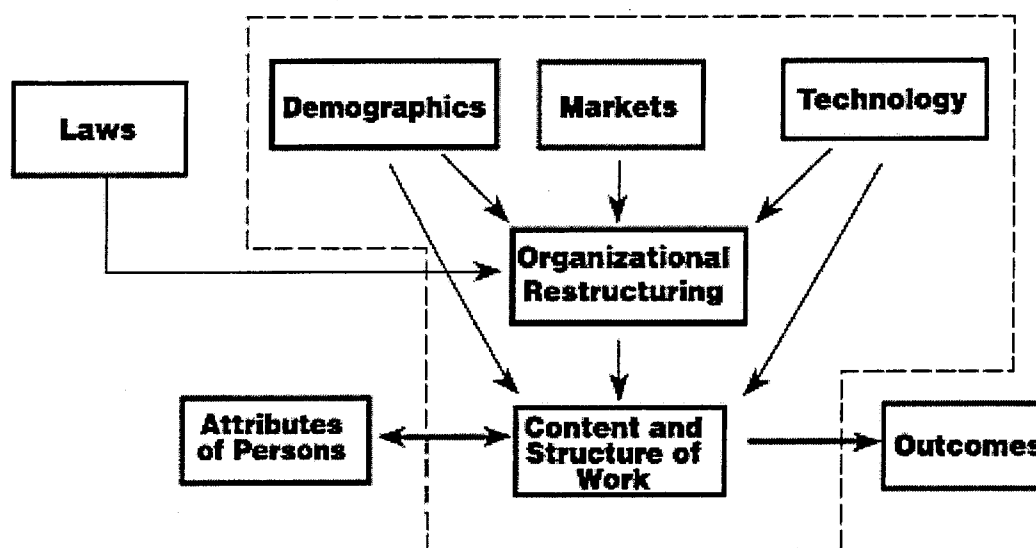 Laws
Demographics
Markets
Technology
Organizational
Restructuring
Attributes
of Persons
Content and
Structure of
Work
Outcomes